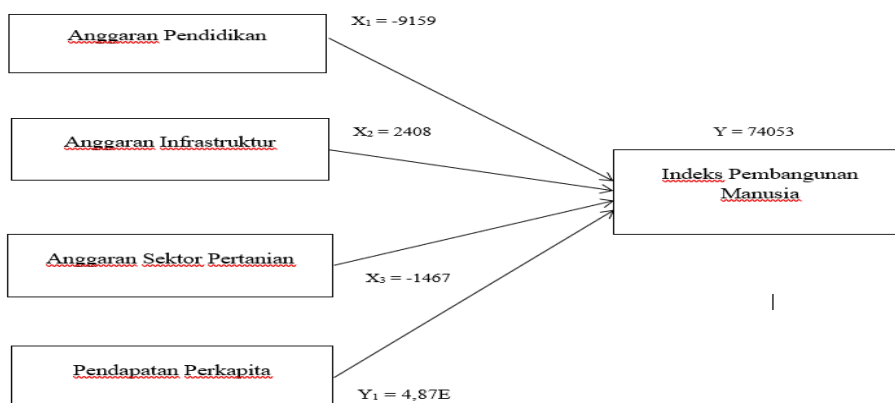 Anggaran Pendidikan
X₁ = -9159
Anggaran Infrastruktur
X₂ = 2408
Y = 74053
Indeks Pembangunan
Manusia
Anggaran Sektor Pertanian
X₃ = -1467
Pendapatan Perkapita
Y₁ = 4,87E